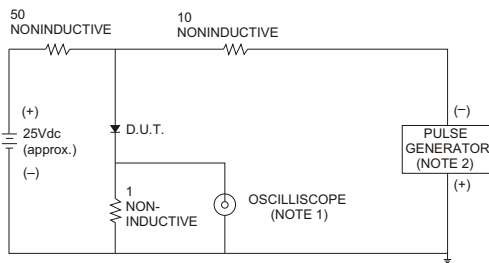 50
NONINDUCTIVE
10
NONINDUCTIVE
(+)
25Vdc
(approx.)
(–)
D.U.T.
1
NON-
INDUCTIVE
OSCILLISCOPE
(NOTE 1)
(–)
PULSE
GENERATOR
(NOTE 2)
(+)